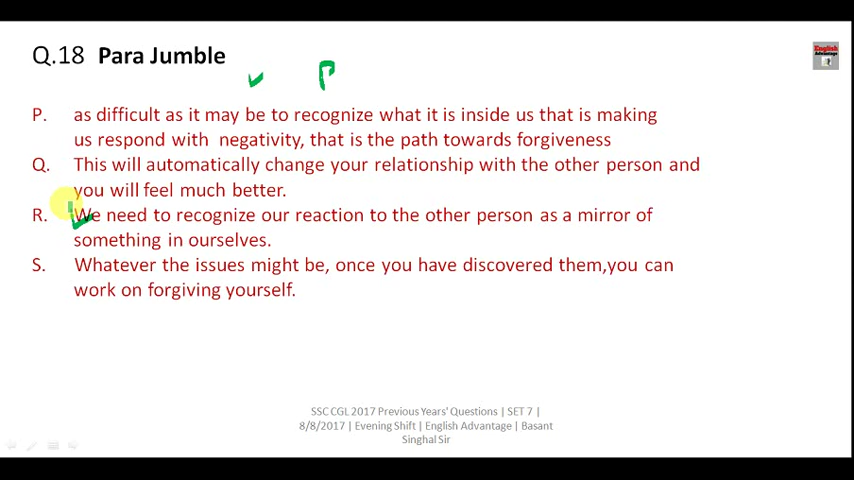 Q.18 Para Jumble
English
Advantage
P
P. as difficult as it may be to recognize what it is inside us that is making
us respond with negativity, that is the path towards forgiveness
Q. This will automatically change your relationship with the other person and
you will feel much better.
R. We need to recognize our reaction to the other person as a mirror of
something in ourselves.
S. Whatever the issues might be, once you have discovered them,you can
work on forgiving yourself.
SSC CGL 2017 Previous Years' Questions | SET 7 |
8/8/2017 | Evening Shift | English Advantage | Basant
Singhal Sir